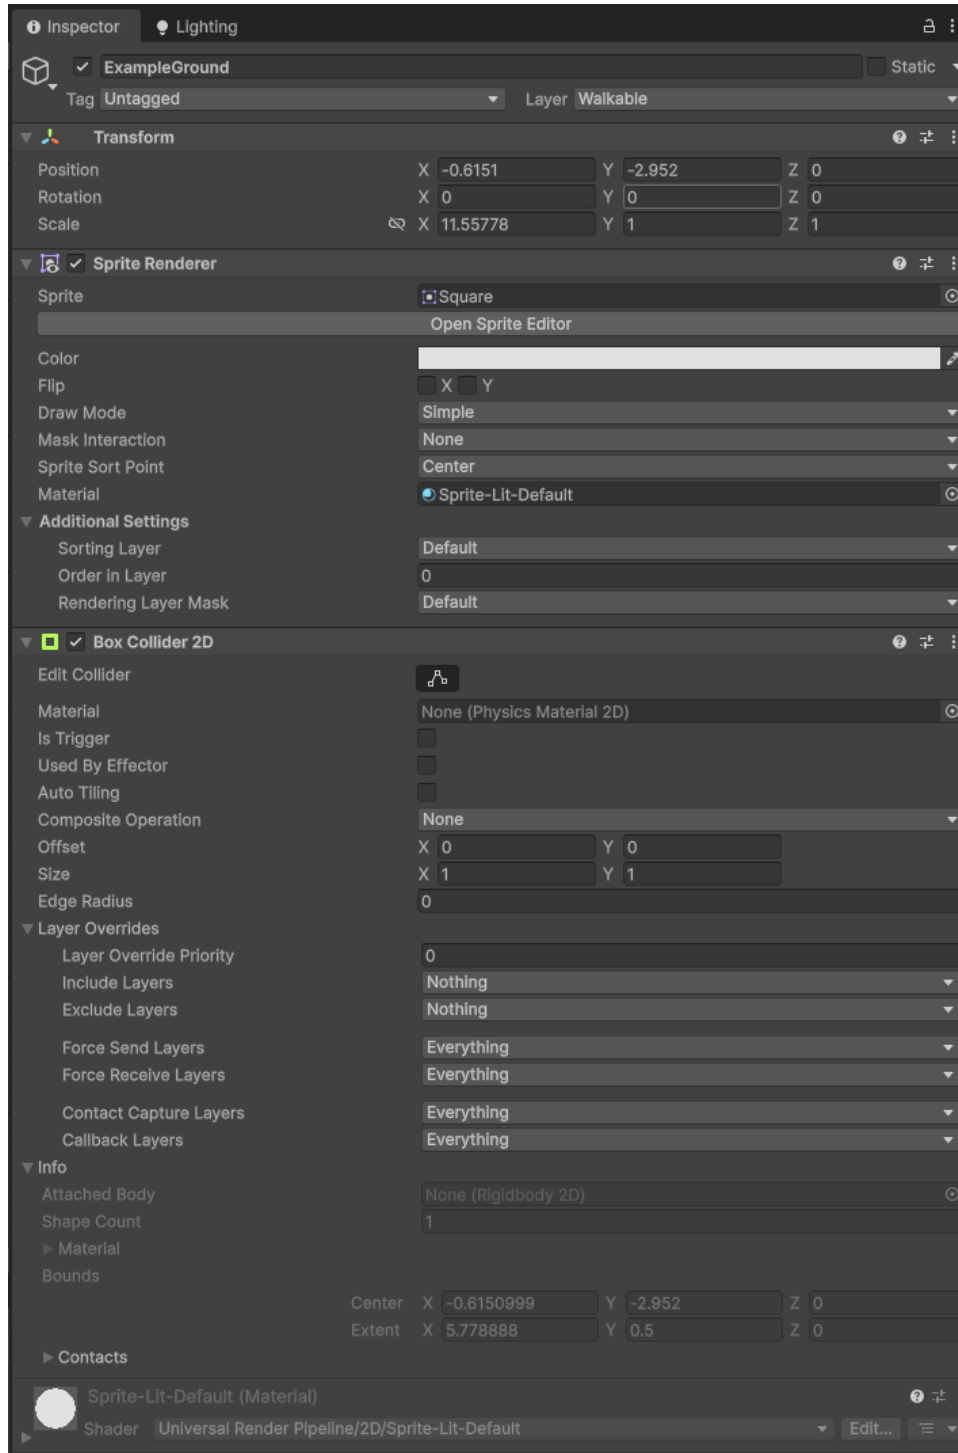 Inspector Lighting
ExampleGround Static
Tag Untagged Layer Walkable
Transform
Position X -0.6151 Y -2.952 Z 0
Rotation X 0 Y 0 Z 0
Scale X 11.55778 Y 1 Z 1
Sprite Renderer
Sprite Square
Open Sprite Editor
Color
Flip X Y
Draw Mode Simple
Mask Interaction None
Sprite Sort Point Center
Material Sprite-Lit-Default
Additional Settings
Sorting Layer Default
Order in Layer 0
Rendering Layer Mask Default
Box Collider 2D
Edit Collider
Material None (Physics Material 2D)
Is Trigger
Used By Effector
Auto Tiling
Composite Operation None
Offset X 0 Y 0
Size X 1 Y 1
Edge Radius 0
Layer Overrides
Layer Override Priority 0
Include Layers Nothing
Exclude Layers Nothing
Force Send Layers Everything
Force Receive Layers Everything
Contact Capture Layers Everything
Callback Layers Everything
Info
Attached Body None (Rigidbody 2D)
Shape Count 1
Material
Bounds
Center X -0.6150999 Y -2.952 Z 0
Extent X 5.778888 Y 0.5 Z 0
Contacts
Sprite-Lit-Default (Material)
Shader Universal Render Pipeline/2D/Sprite-Lit-Default Edit...